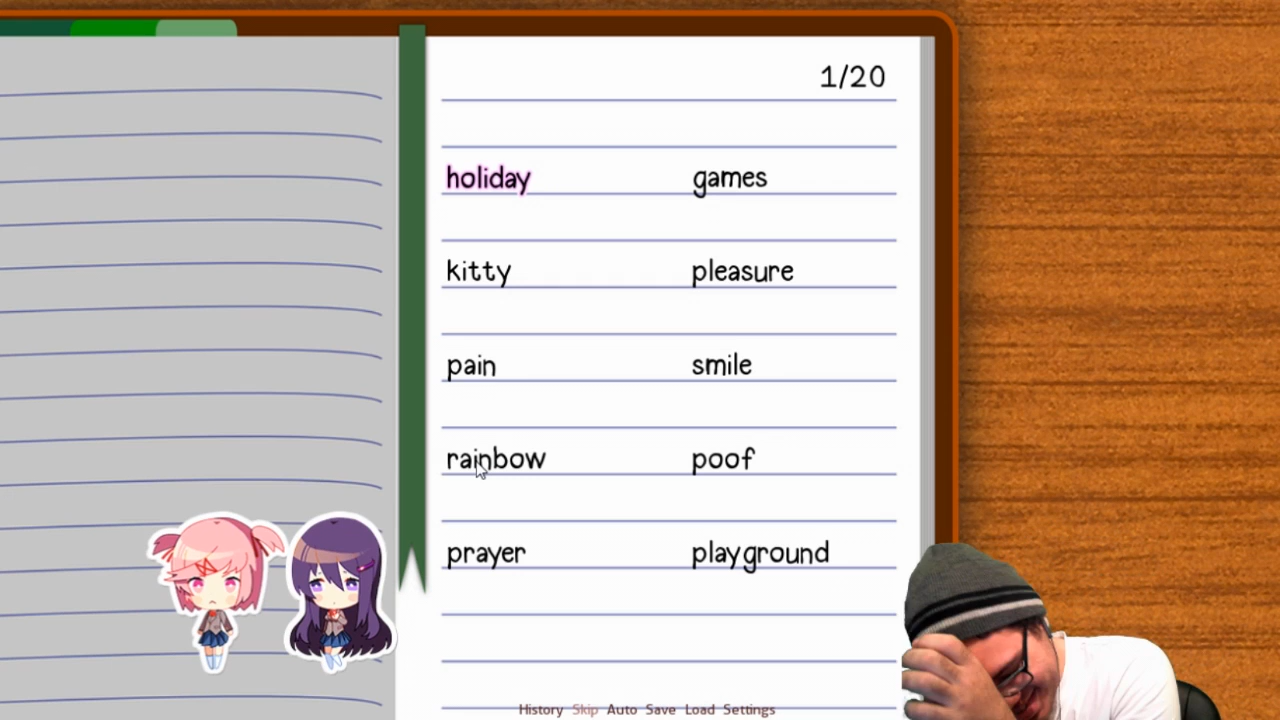 1/20
holiday games
kitty pleasure
pain smile
rainbow poof
prayer playground
History Skip Auto Save Load Settings